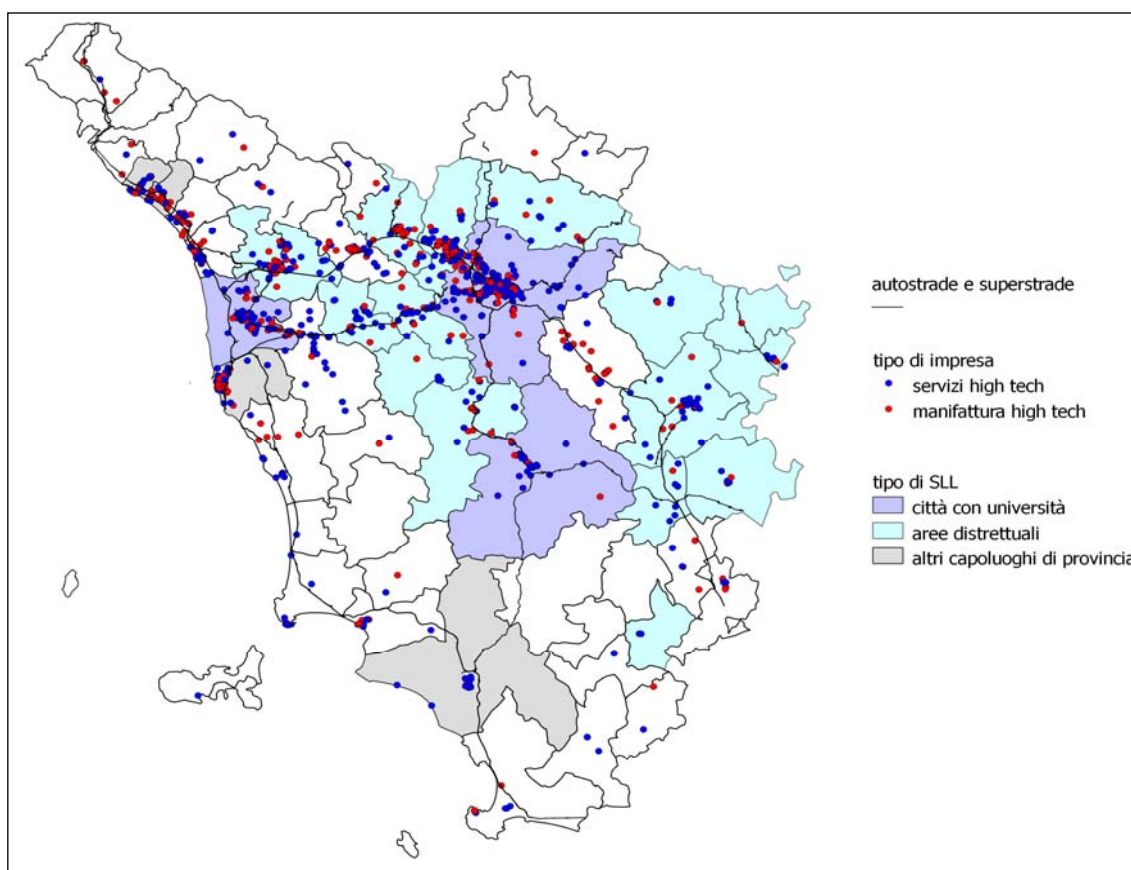 autostrade e superstrade
tipo di impresa
servizi high tech
manifattura high tech
tipo di SLL
città con università
aree distrettuali
altri capoluoghi di provincia